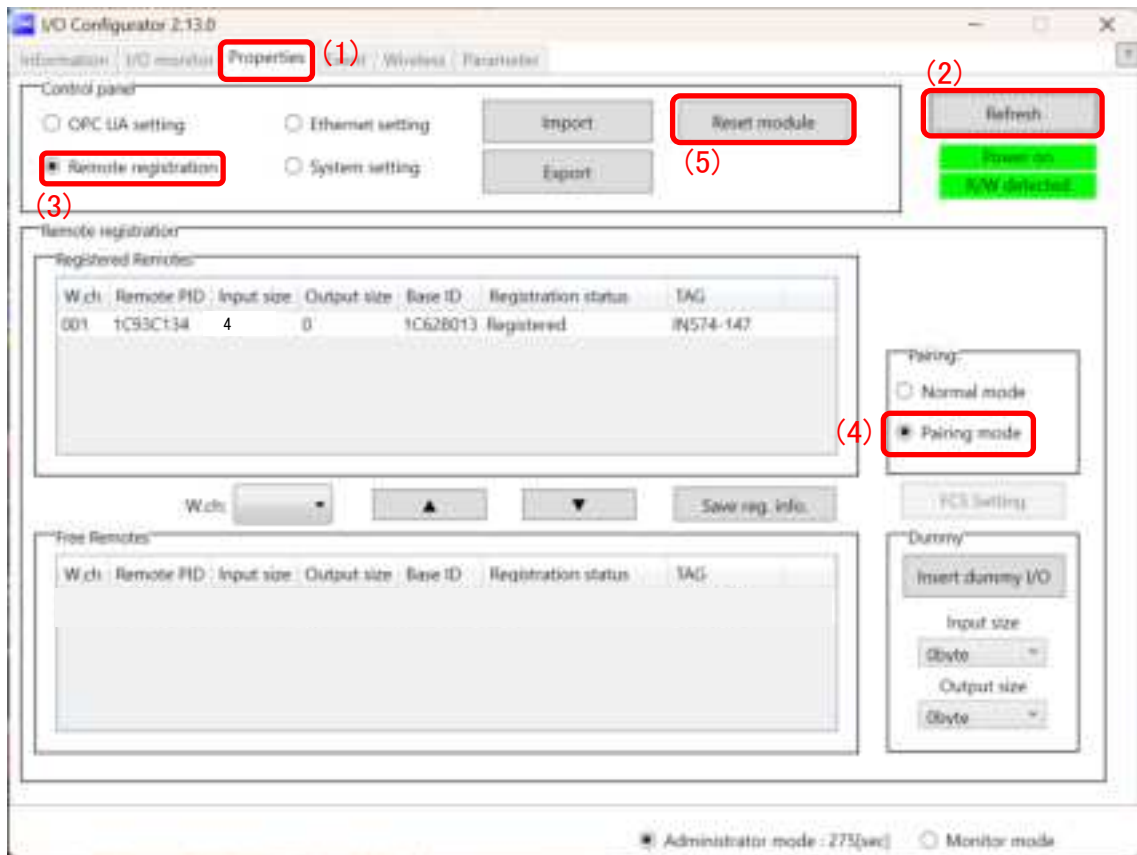 I/O Configurator 2.13.0
Information I/O monitor Properties (1) Wireless Parameter
Control panel
(2)
OPC UA setting Ethernet setting Import Reset module Refresh
Remote registration System setting Export (5) Power on
R/W detected
(3)
Remote registration
Registered Remotes
W.ch Remote PID Input size Output size Base ID Registration status TAG
001 1C93C134 4 0 1C628013 Registered INS74-147
Pairing
Normal mode
(4) Pairing mode
W.ch: ▲ ▼ Save reg. info. FCS Setting
Free Remotes Dummy
W.ch Remote PID Input size Output size Base ID Registration status TAG Insert dummy I/O
Input size
0byte
Output size
0byte
Administrator mode : 275[sec] Monitor mode